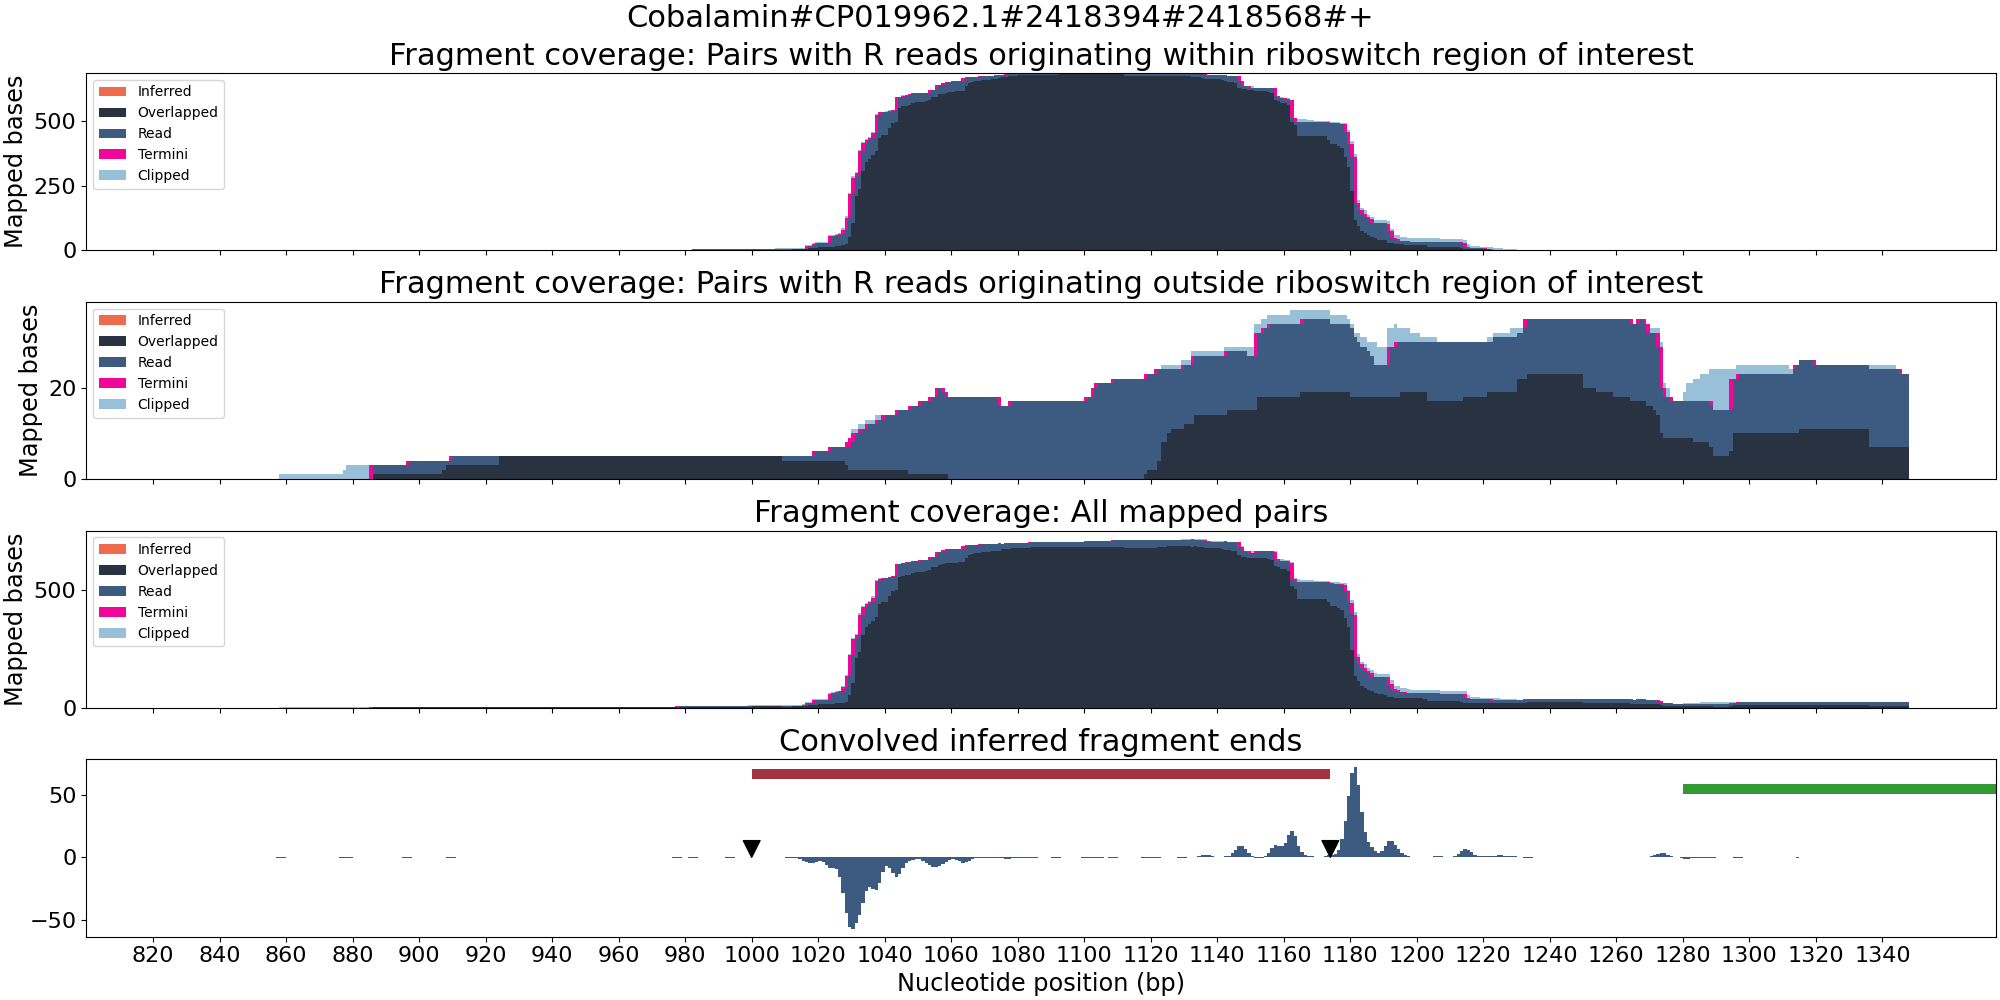 Cobalamin#CP019962.1#2418394#2418568#+
Fragment coverage: Pairs with R reads originating within riboswitch region of interest
Mapped bases
500
250
0
Inferred
Overlapped
Read
Termini
Clipped
Fragment coverage: Pairs with R reads originating outside riboswitch region of interest
Mapped bases
20
0
Inferred
Overlapped
Read
Termini
Clipped
Fragment coverage: All mapped pairs
Mapped bases
500
0
Inferred
Overlapped
Read
Termini
Clipped
Convolved inferred fragment ends
50
0
−50
820 840 860 880 900 920 940 960 980 1000 1020 1040 1060 1080 1100 1120 1140 1160 1180 1200 1220 1240 1260 1280 1300 1320 1340
Nucleotide position (bp)